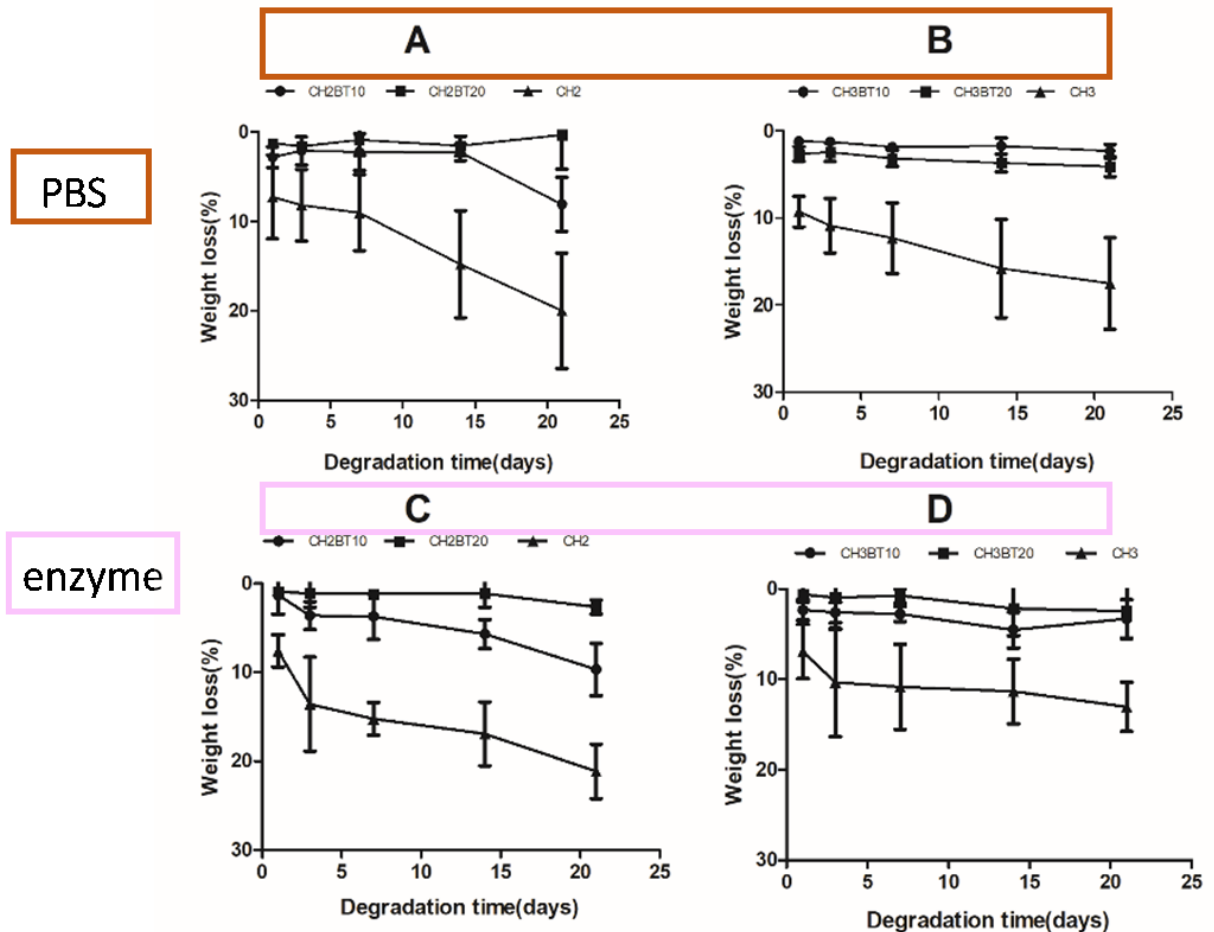 A B
CH2BT10 CH2BT20 CH2
CH3BT10 CH3BT20 CH3
PBS
Weight loss(%)
0
10
20
30
0 5 10 15 20 25
Degradation time(days)
Weight loss(%)
0
10
20
30
0 5 10 15 20 25
Degradation time(days)
C D
enzyme
CH2BT10 CH2BT20 CH2
CH3BT10 CH3BT20 CH3
Weight loss(%)
0
10
20
30
0 5 10 15 20 25
Degradation time(days)
Weight loss(%)
0
10
20
30
0 5 10 15 20 25
Degradation time(days)